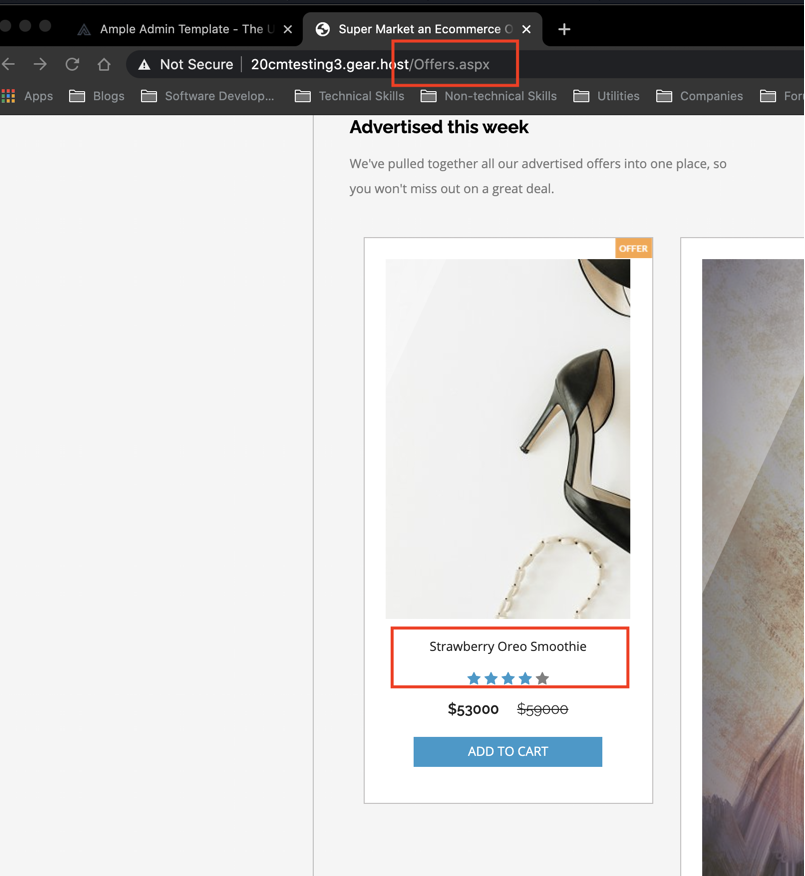 Ample Admin Template - The U
Super Market an Ecommerce O
Not Secure
20cmtesting3.gear.host/Offers.aspx
Apps
Blogs
Software Develop...
Technical Skills
Non-technical Skills
Utilities
Companies
For
Advertised this week
We've pulled together all our advertised offers into one place, so
you won't miss out on a great deal.
OFFER
Strawberry Oreo Smoothie
$53000 $59000
ADD TO CART